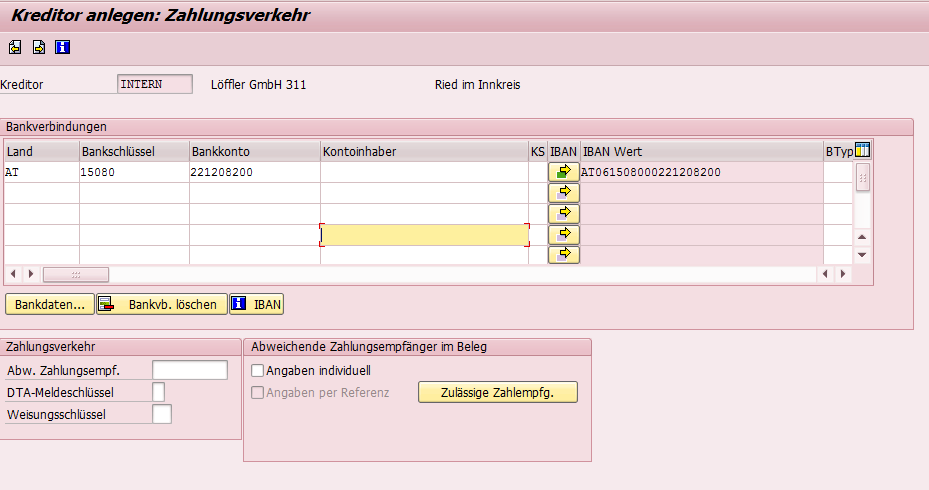 Kreditor anlegen: Zahlungsverkehr
Kreditor INTERN Löffler GmbH 311 Ried im Innkreis
Bankverbindungen
Land Bankschlüssel Bankkonto Kontoinhaber KS IBAN IBAN Wert BTyp
AT 15080 221208200 AT061508000221208200
Bankdaten... Bankvb. löschen IBAN
Zahlungsverkehr
Abw. Zahlungsempf.
DTA-Meldeschlüssel
Weisungsschlüssel
Abweichende Zahlungsempfänger im Beleg
Angaben individuell
Angaben per Referenz Zulässige Zahlempfg.